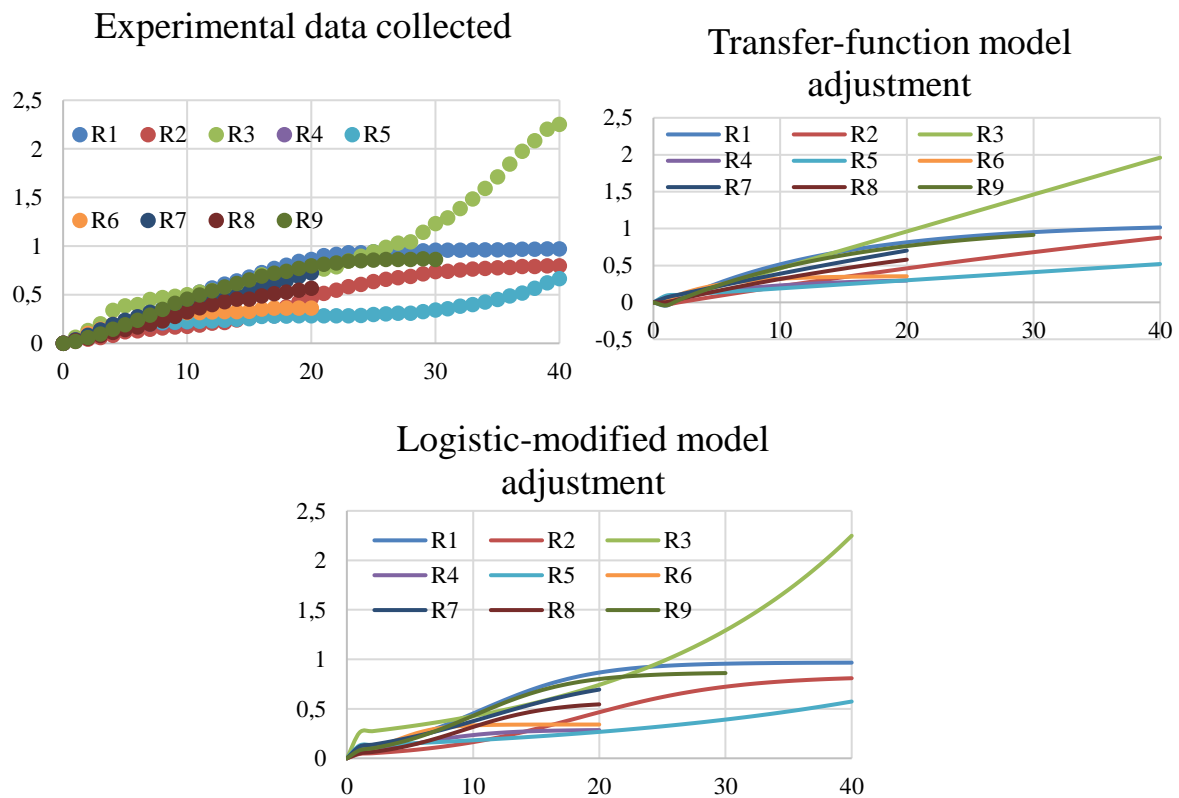 Experimental data collected
2,5
2
1,5
1
0,5
0
0 10 20 30 40
R1 R2 R3 R4 R5
R6 R7 R8 R9
Transfer-function model
adjustment
2,5
2
1,5
1
0,5
0
-0,5
0 10 20 30 40
R1 R2 R3
R4 R5 R6
R7 R8 R9
Logistic-modified model
adjustment
2,5
2
1,5
1
0,5
0
0 10 20 30 40
R1 R2 R3
R4 R5 R6
R7 R8 R9